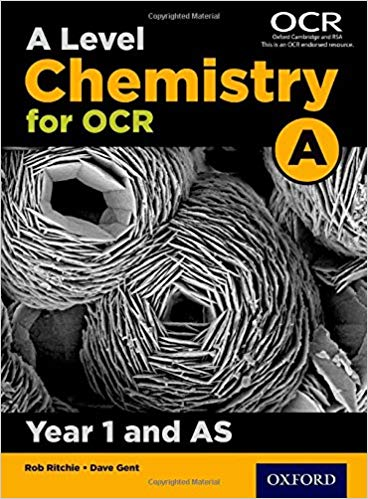 OCR
Oxford Cambridge and RSA
This is an OCR endorsed resource.
A Level
Chemistry
for OCR
A
Copyrighted Material
Year 1 and AS
Rob Ritchie • Dave Gent
OXFORD
Copyrighted Material